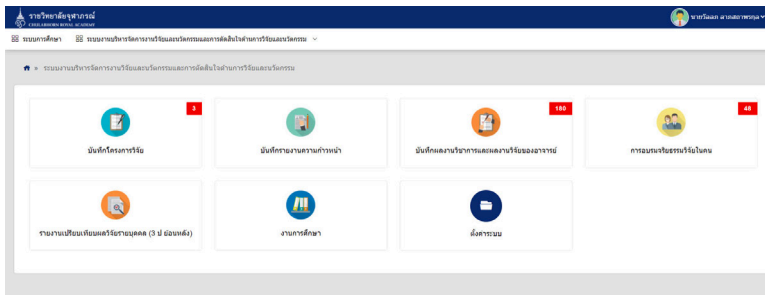 ราชวิทยาลัยจุฬาภรณ์
CHULABHORN ROYAL ACADEMY
ระบบการศึกษา ระบบงานบริหารจัดการงานวิจัยและนวัตกรรมและการตัดสินใจด้านการวิจัยและนวัตกรรม
» ระบบงานบริหารจัดการงานวิจัยและนวัตกรรมและการตัดสินใจด้านการวิจัยและนวัตกรรม
3
180
48
บันทึกโครงการวิจัย
บันทึกรายงานความก้าวหน้า
บันทึกผลงานวิชาการและผลงานวิจัยของอาจารย์
การอบรมจริยธรรมวิจัยในคน
รายงานเปรียบเทียบผลวิจัยรายบุคคล (3 ปี ย้อนหลัง)
งานการศึกษา
ตั้งค่าระบบ